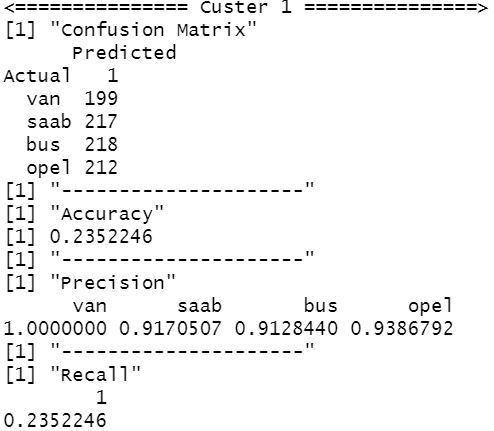 <=============== Custer 1 ===============>
[1] "Confusion Matrix"
      Predicted
Actual   1
  van  199
  saab 217
  bus  218
  opel 212
[1] "---------------------"
[1] "Accuracy"
[1] 0.2352246
[1] "---------------------"
[1] "Precision"
      van      saab       bus      opel
1.0000000 0.9170507 0.9128440 0.9386792
[1] "---------------------"
[1] "Recall"
        1
0.2352246